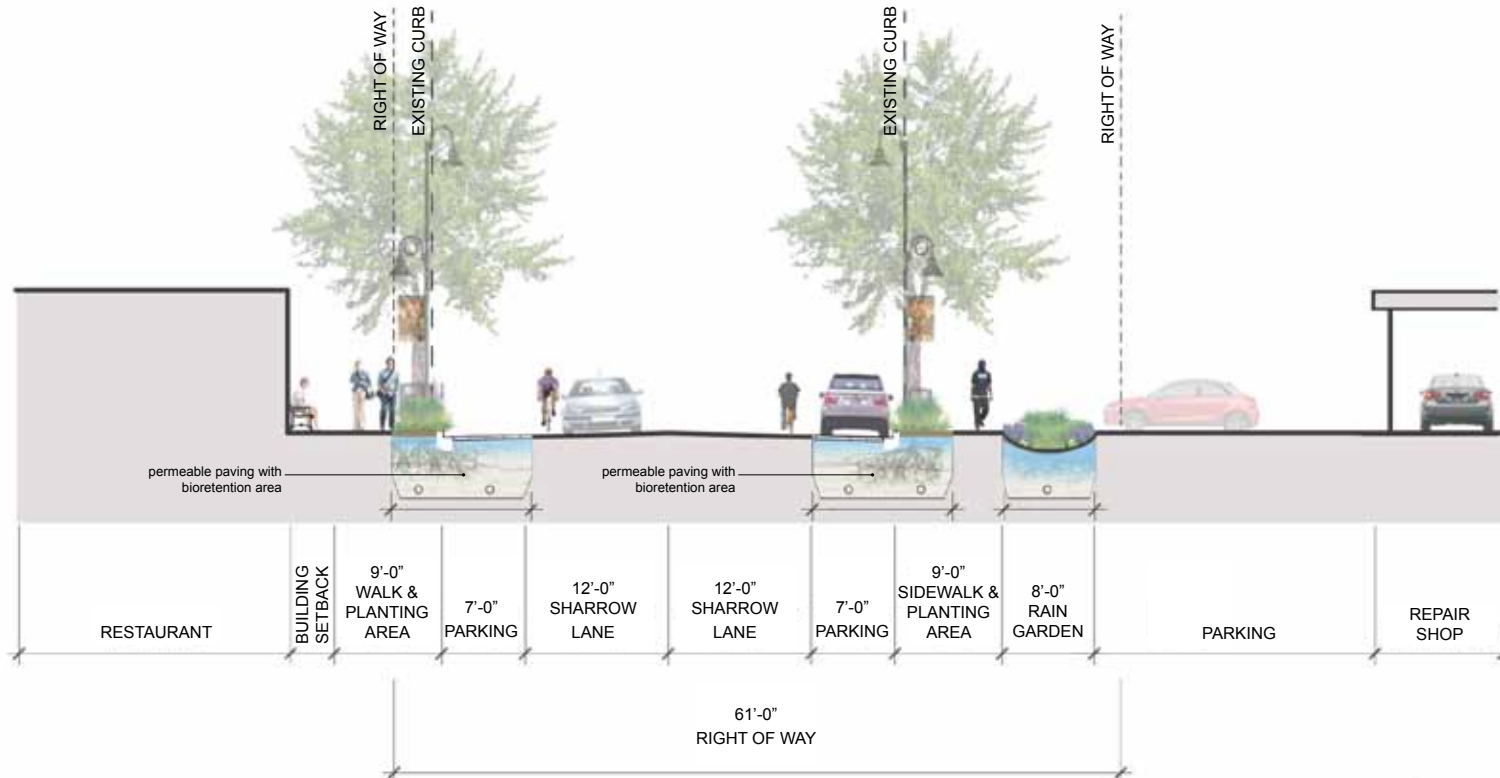 RIGHT OF WAY
EXISTING CURB
EXISTING CURB
RIGHT OF WAY
permeable paving with
bioretention area
permeable paving with
bioretention area
RESTAURANT
BUILDING
SETBACK
9’-0”
WALK &
PLANTING
AREA
7’-0”
PARKING
12’-0”
SHARROW
LANE
12’-0”
SHARROW
LANE
7’-0”
PARKING
9’-0”
SIDEWALK &
PLANTING
AREA
8’-0”
RAIN
GARDEN
PARKING
REPAIR
SHOP
61’-0”
RIGHT OF WAY